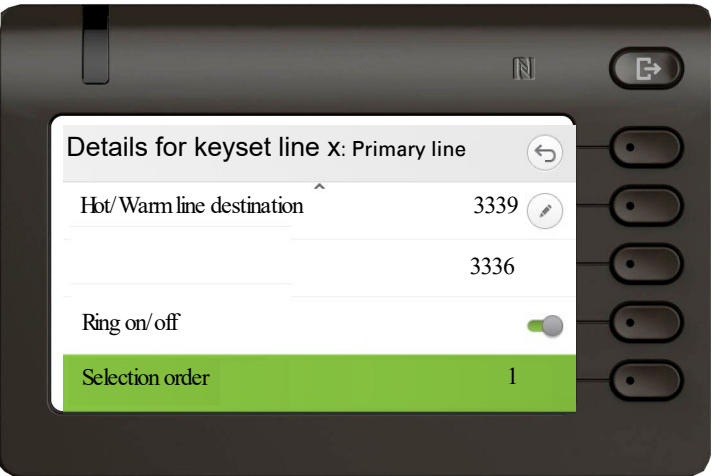 Details for keyset line x: Primary line
Hot/Warm line destination 3339
3336
Ring on/off
Selection order 1